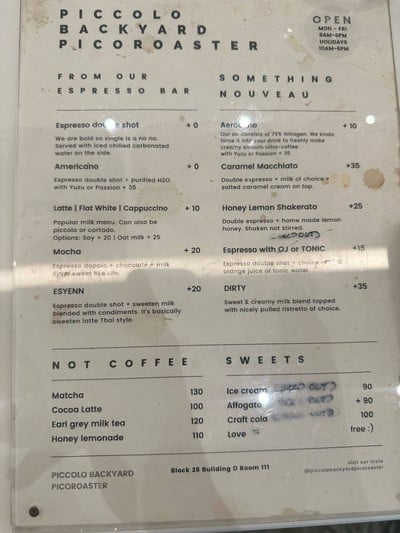 PICCOLO
BACKYARD
PICOROASTER
OPEN
MON - FRI
8AM-6PM
HOLIDAYS
10AM-6PM
FROM OUR
ESPRESSO BAR
Espresso double shot + 0
We are bold so single is a no no.
Served with iced chilled carbonated
water on the side.
Americano + 0
Espresso double shot + purified H2O.
with Yuzu or Passion + 35
Latte | Flat White | Cappuccino + 10
Popular milk menu. Can also be
piccolo or cortado.
Options: Soy + 20 | Oat milk + 25
Mocha + 20
Espresso doppio + chocolate + milk
Bitter sweet like Life.
ESYENN +20
Espresso double shot + sweeten milk
blended with condiments. It's basically
sweeten latte Thai style.
SOMETHING
NOUVEAU
Aerocano + 10
Our air consists of 78% Nitrogen. We kinda
force it into your drink to freshly make
creamy smooth nitro-coffee.
with Yuzu or Passion + 35
Caramel Macchiato +35
Double espresso + milk of choice +
salted caramel cream on top.
Honey Lemon Shakerato +25
Double espresso + home made lemon
honey. Shaken not stirred.
Espresso with OJ or TONIC +15
Espresso double shot + choice of
orange juice or tonic water.
DIRTY +35
Sweet & creamy milk blend topped
with nicely pulled ristretto of choice.
NOT COFFEE
Matcha 130
Cocoa Latte 100
Earl grey milk tea 120
Honey lemonade 110
SWEETS
Ice cream 90
Affogato + 90
Craft cola 100
Love free :)
PICCOLO BACKYARD
PICOROASTER
Block 28 Building D Room 111
visit our insta
@piccolobackyardpicoroaster